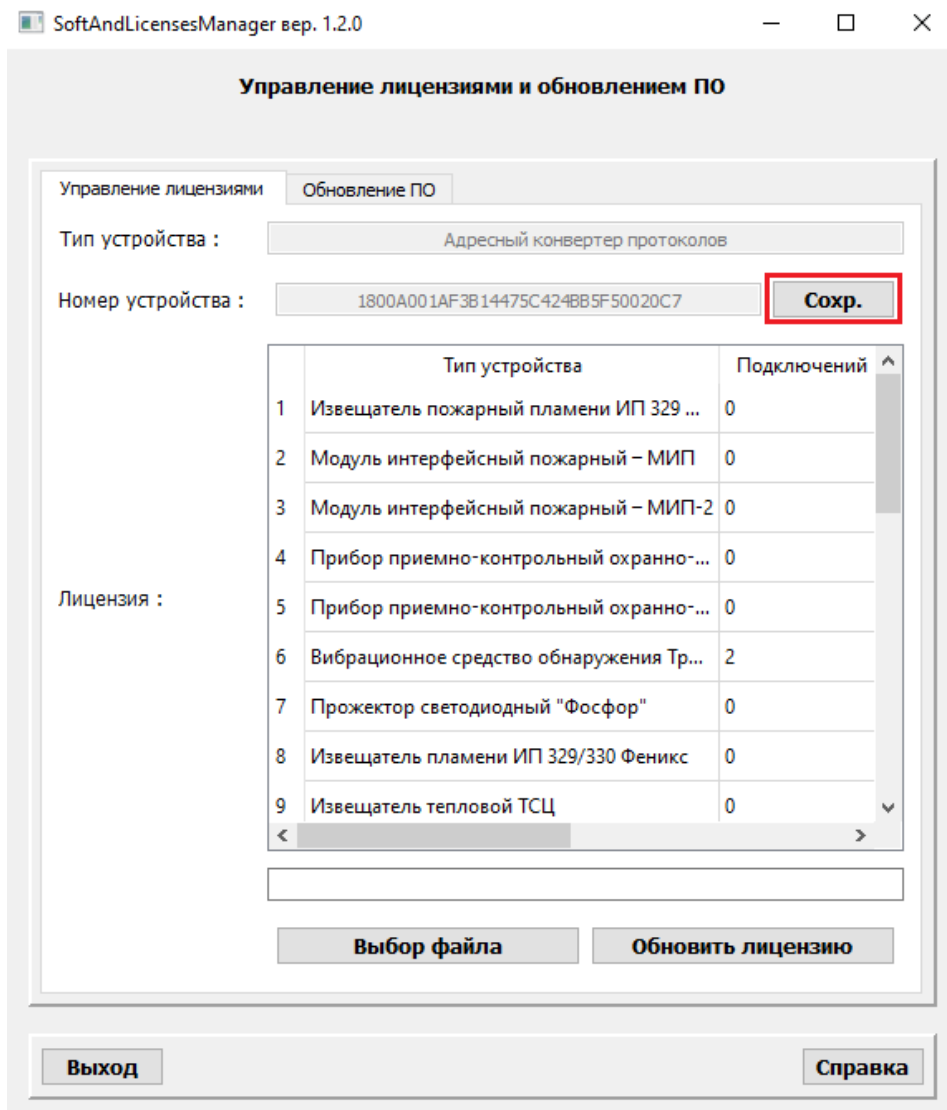 SoftAndLicensesManager вер. 1.2.0
Управление лицензиями и обновлением ПО
Управление лицензиями Обновление ПО
Тип устройства : Адресный конвертер протоколов
Номер устройства : 1800A001AF3B14475C424BB5F50020C7 Сохр.
Тип устройства Подключений
1 Извещатель пожарный пламени ИП 329 ... 0
2 Модуль интерфейсный пожарный – МИП 0
3 Модуль интерфейсный пожарный – МИП-2 0
4 Прибор приемно-контрольный охранно-... 0
Лицензия :
5 Прибор приемно-контрольный охранно-... 0
6 Вибрационное средство обнаружения Тр... 2
7 Прожектор светодиодный "Фосфор" 0
8 Извещатель пламени ИП 329/330 Феникс 0
9 Извещатель тепловой ТСЦ 0
Выбор файла Обновить лицензию
Выход Справка